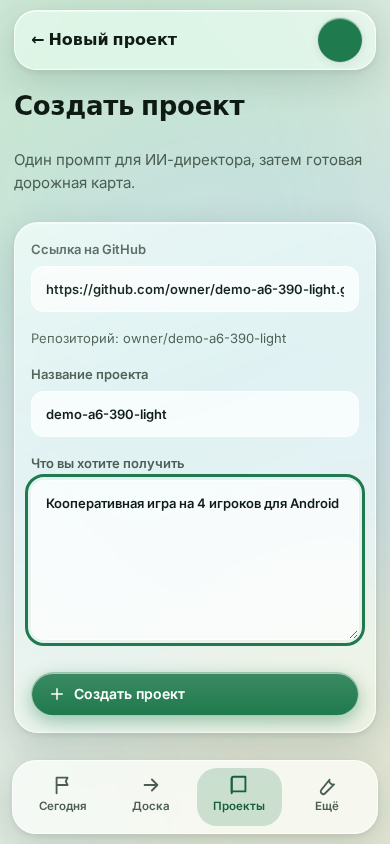 ← Новый проект
Создать проект
Один промпт для ИИ-директора, затем готовая
дорожная карта.
Ссылка на GitHub
https://github.com/owner/demo-a6-390-light.g
Репозиторий: owner/demo-a6-390-light
Название проекта
demo-a6-390-light
Что вы хотите получить
Кооперативная игра на 4 игроков для Android
Создать проект
Сегодня Доска Проекты Ещё